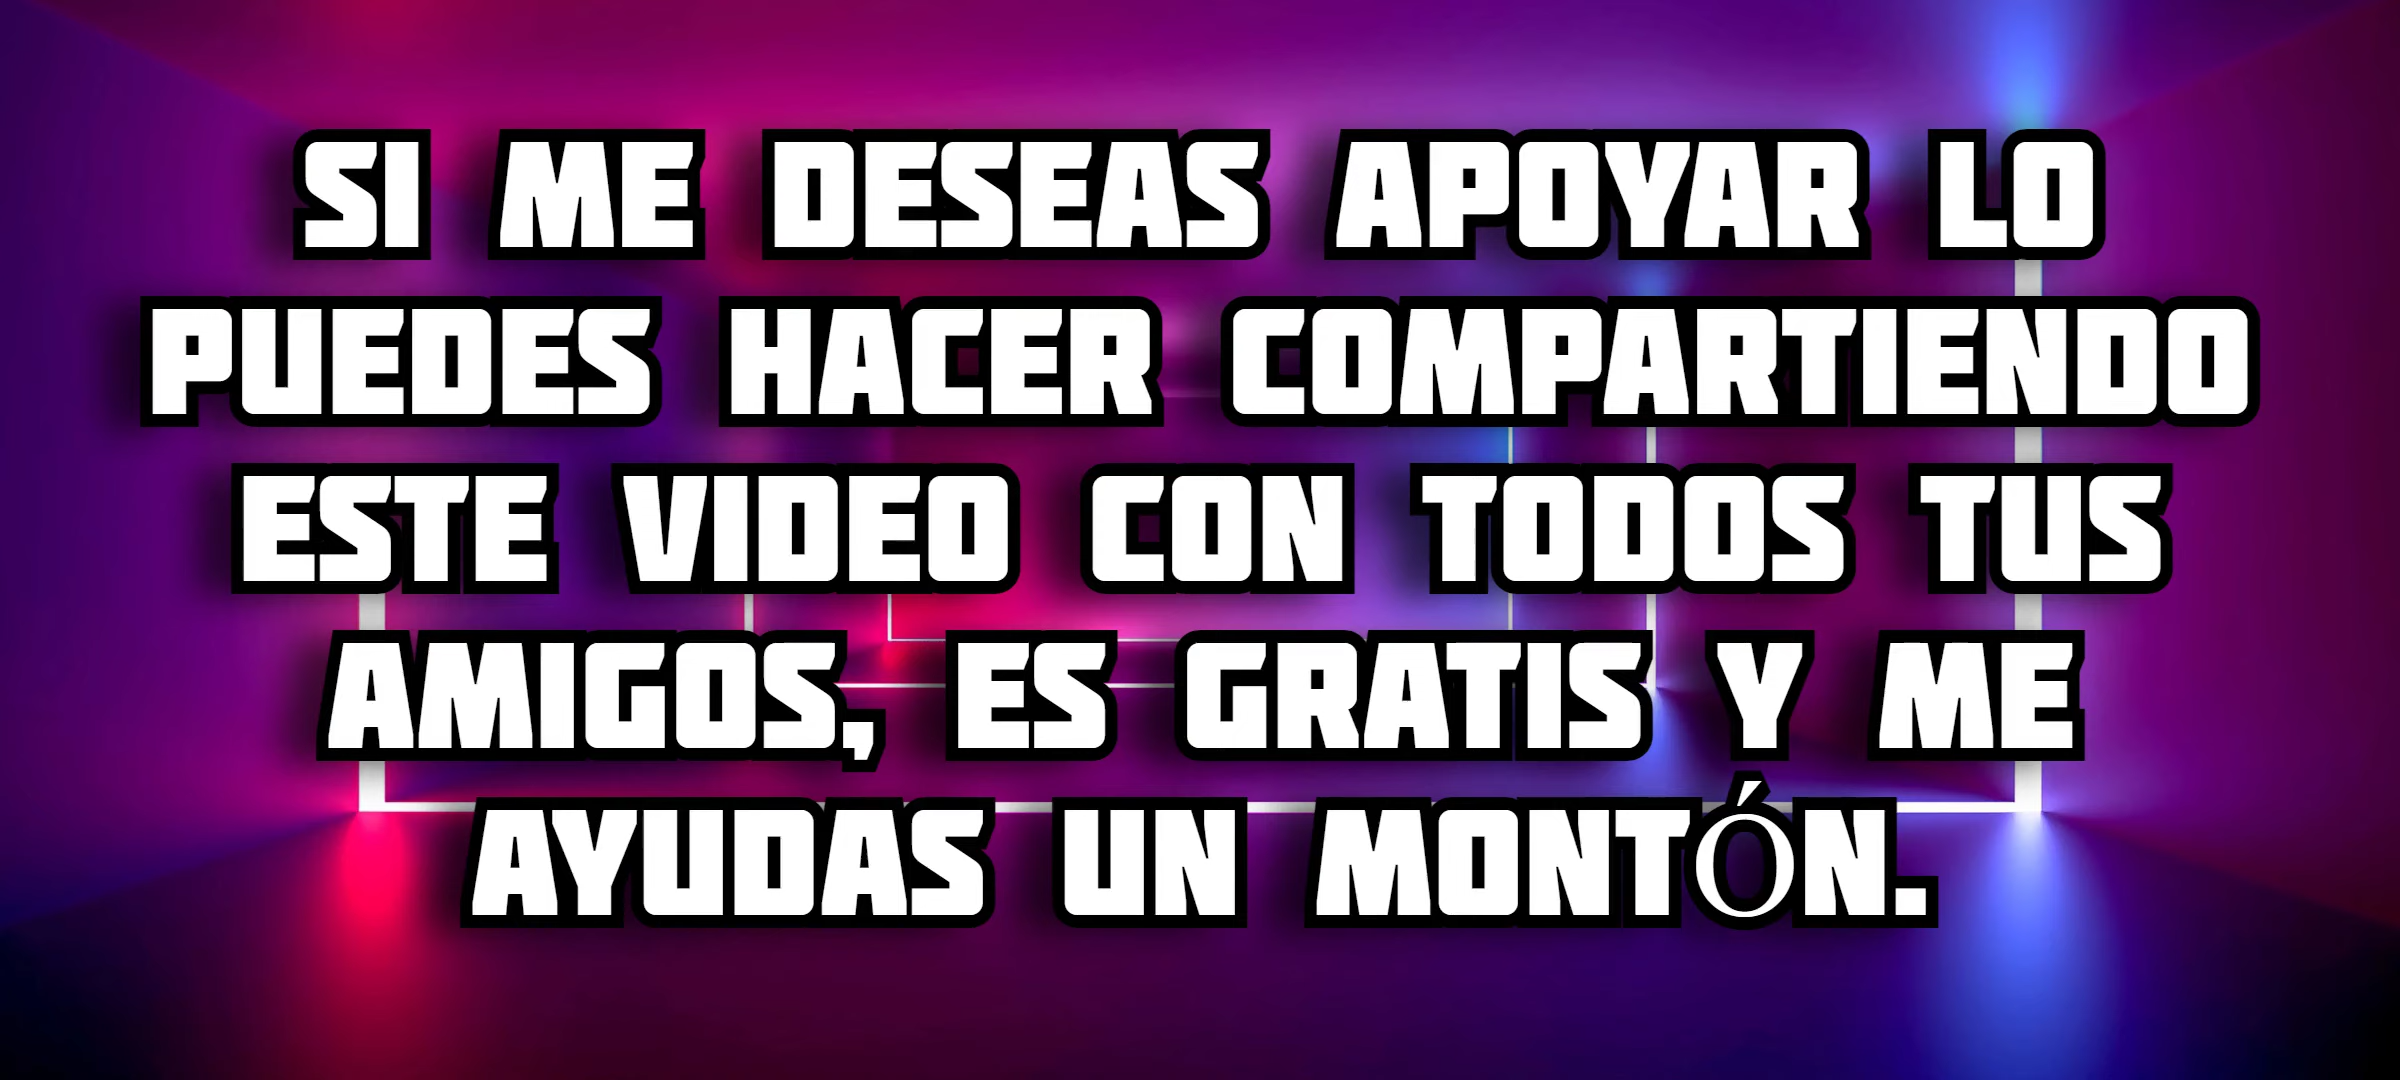 SI ME DESEAS APOYAR LO
PUEDES HACER COMPARTIENDO
ESTE VIDEO CON TODOS TUS
AMIGOS, ES GRATIS Y ME
AYUDAS UN MONTÓN.